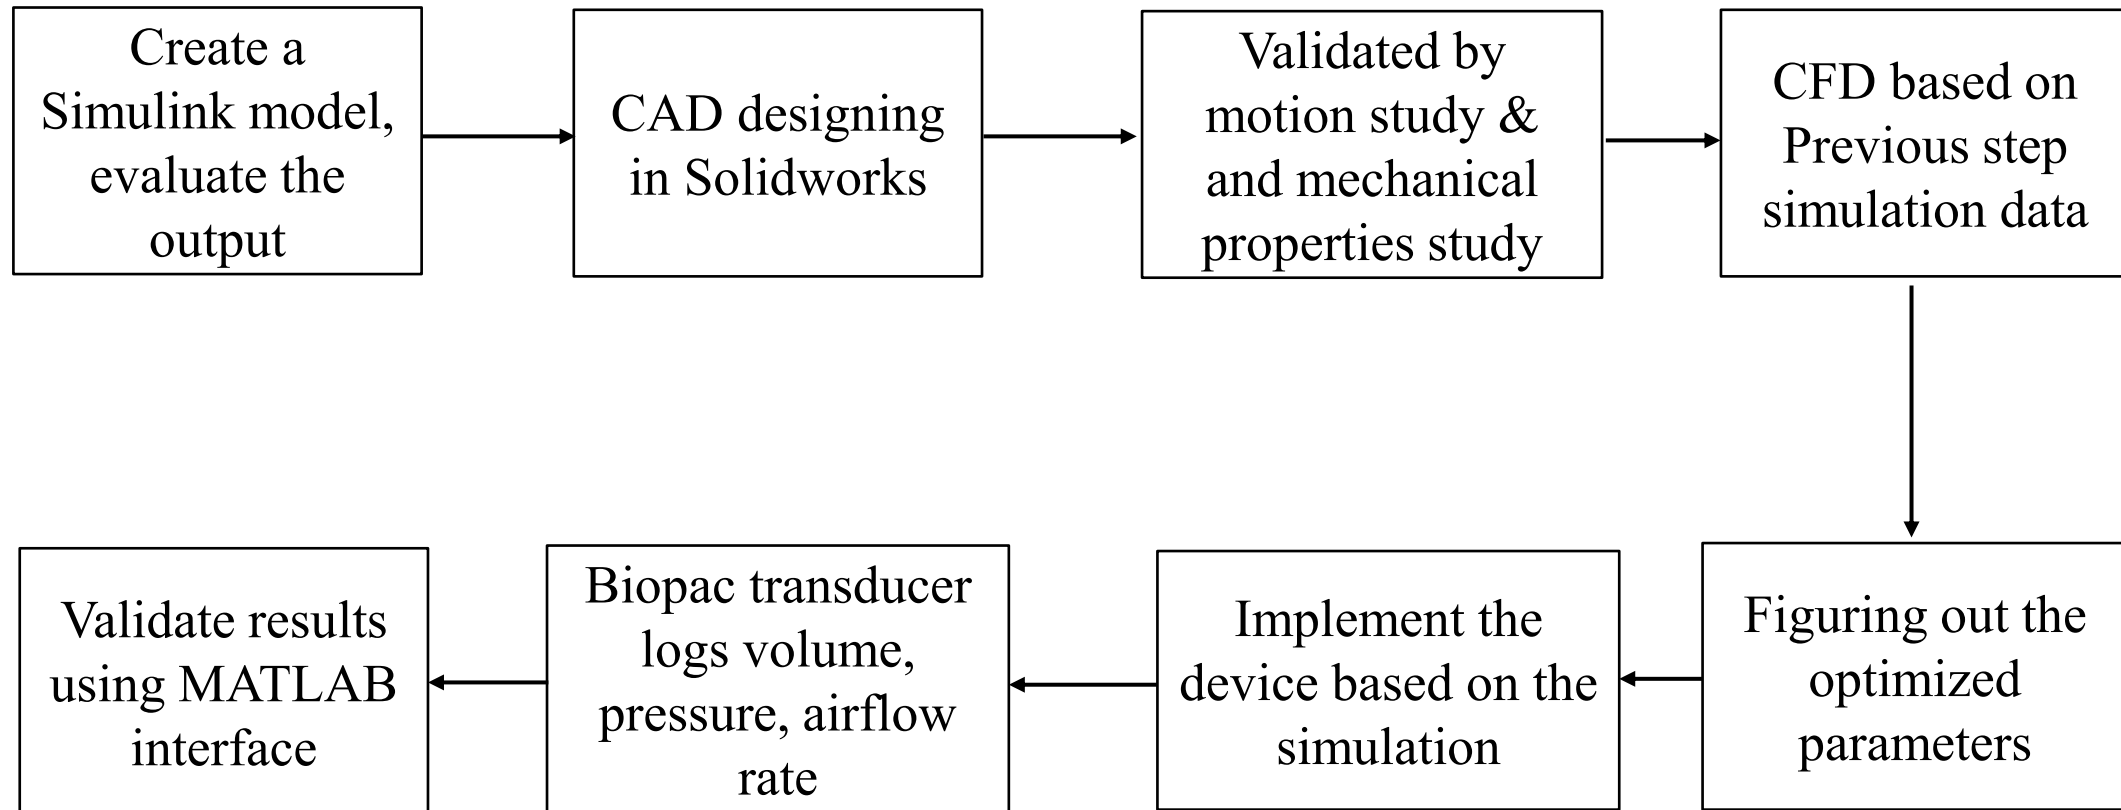 Create a
Simulink model,
evaluate the
output
CAD designing
in Solidworks
Validated by
motion study &
and mechanical
properties study
CFD based on
Previous step
simulation data
Figuring out the
optimized
parameters
Implement the
device based on the
simulation
Biopac transducer
logs volume,
pressure, airflow
rate
Validate results
using MATLAB
interface